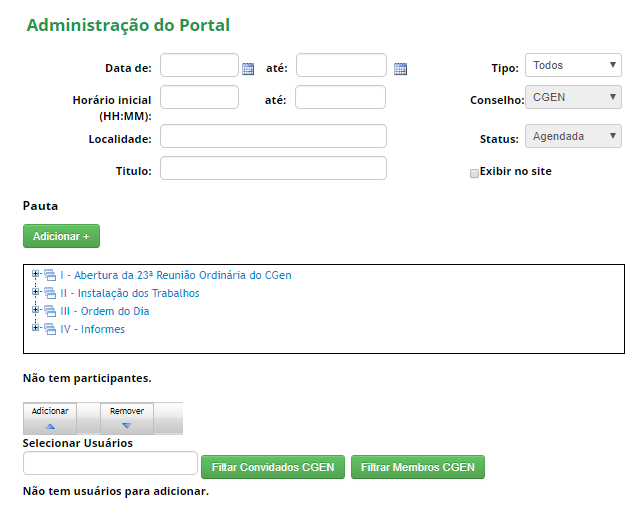 Administração do Portal
Data de: até: Tipo: Todos
Horário inicial (HH:MM): até: Conselho: CGEN
Localidade: Status: Agendada
Titulo: Exibir no site
Pauta
Adicionar +
I - Abertura da 23ª Reunião Ordinária do CGen
II - Instalação dos Trabalhos
III - Ordem do Dia
IV - Informes
Não tem participantes.
Adicionar Remover
Selecionar Usuários
Filtar Convidados CGEN Filtrar Membros CGEN
Não tem usuários para adicionar.